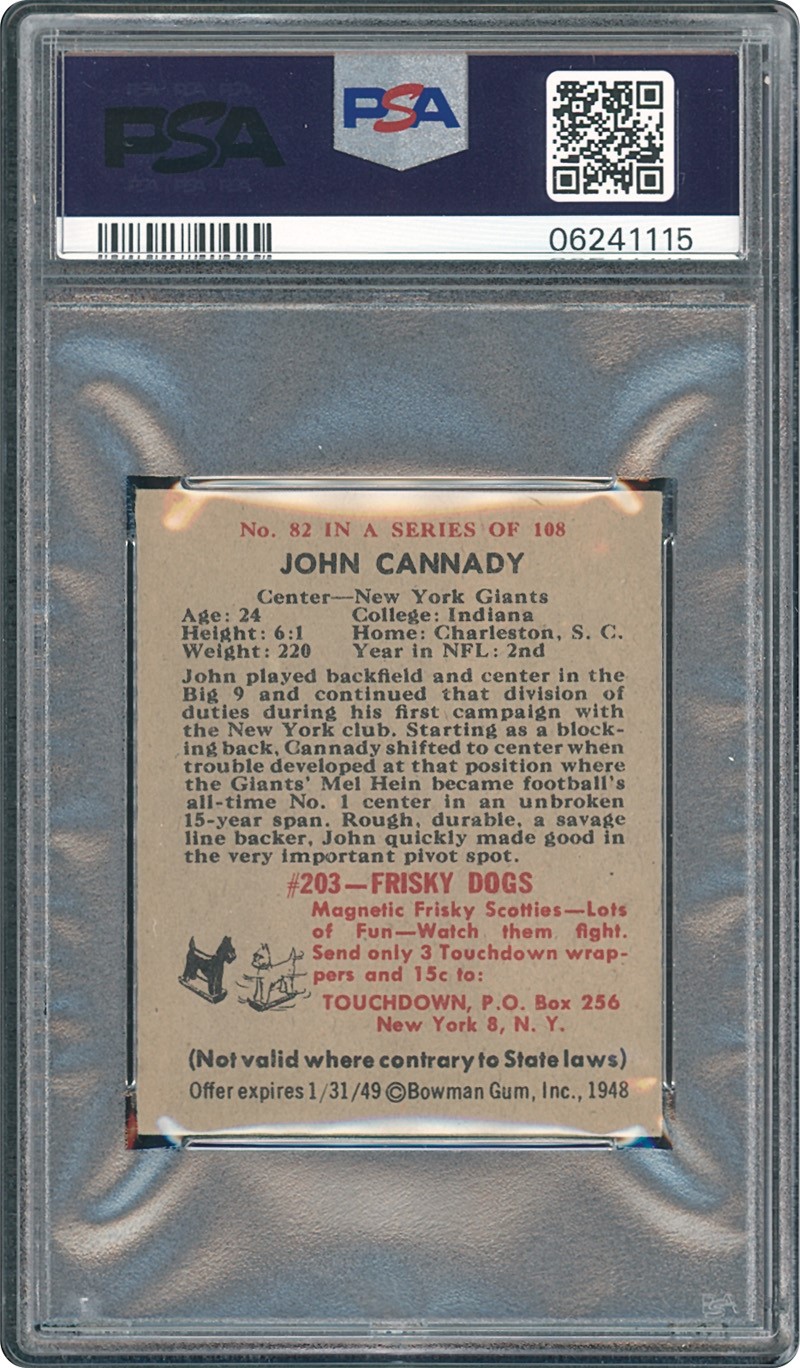 PSA
PSA
06241115
No. 82 IN A SERIES OF 108
JOHN CANNADY
Center—New York Giants
Age: 24 College: Indiana
Height: 6:1 Home: Charleston, S. C.
Weight: 220 Year in NFL: 2nd
John played backfield and center in the
Big 9 and continued that division of
duties during his first campaign with
the New York club. Starting as a block-
ing back, Cannady shifted to center when
trouble developed at that position where
the Giants' Mel Hein became football's
all-time No. 1 center in an unbroken
15-year span. Rough, durable, a savage
line backer, John quickly made good in
the very important pivot spot.
#203—FRISKY DOGS
Magnetic Frisky Scotties—Lots
of Fun—Watch them fight.
Send only 3 Touchdown wrap-
pers and 15c to:
TOUCHDOWN, P.O. Box 256
New York 8, N. Y.
(Not valid where contrary to State laws)
Offer expires 1/31/49 ©Bowman Gum, Inc., 1948
PSA